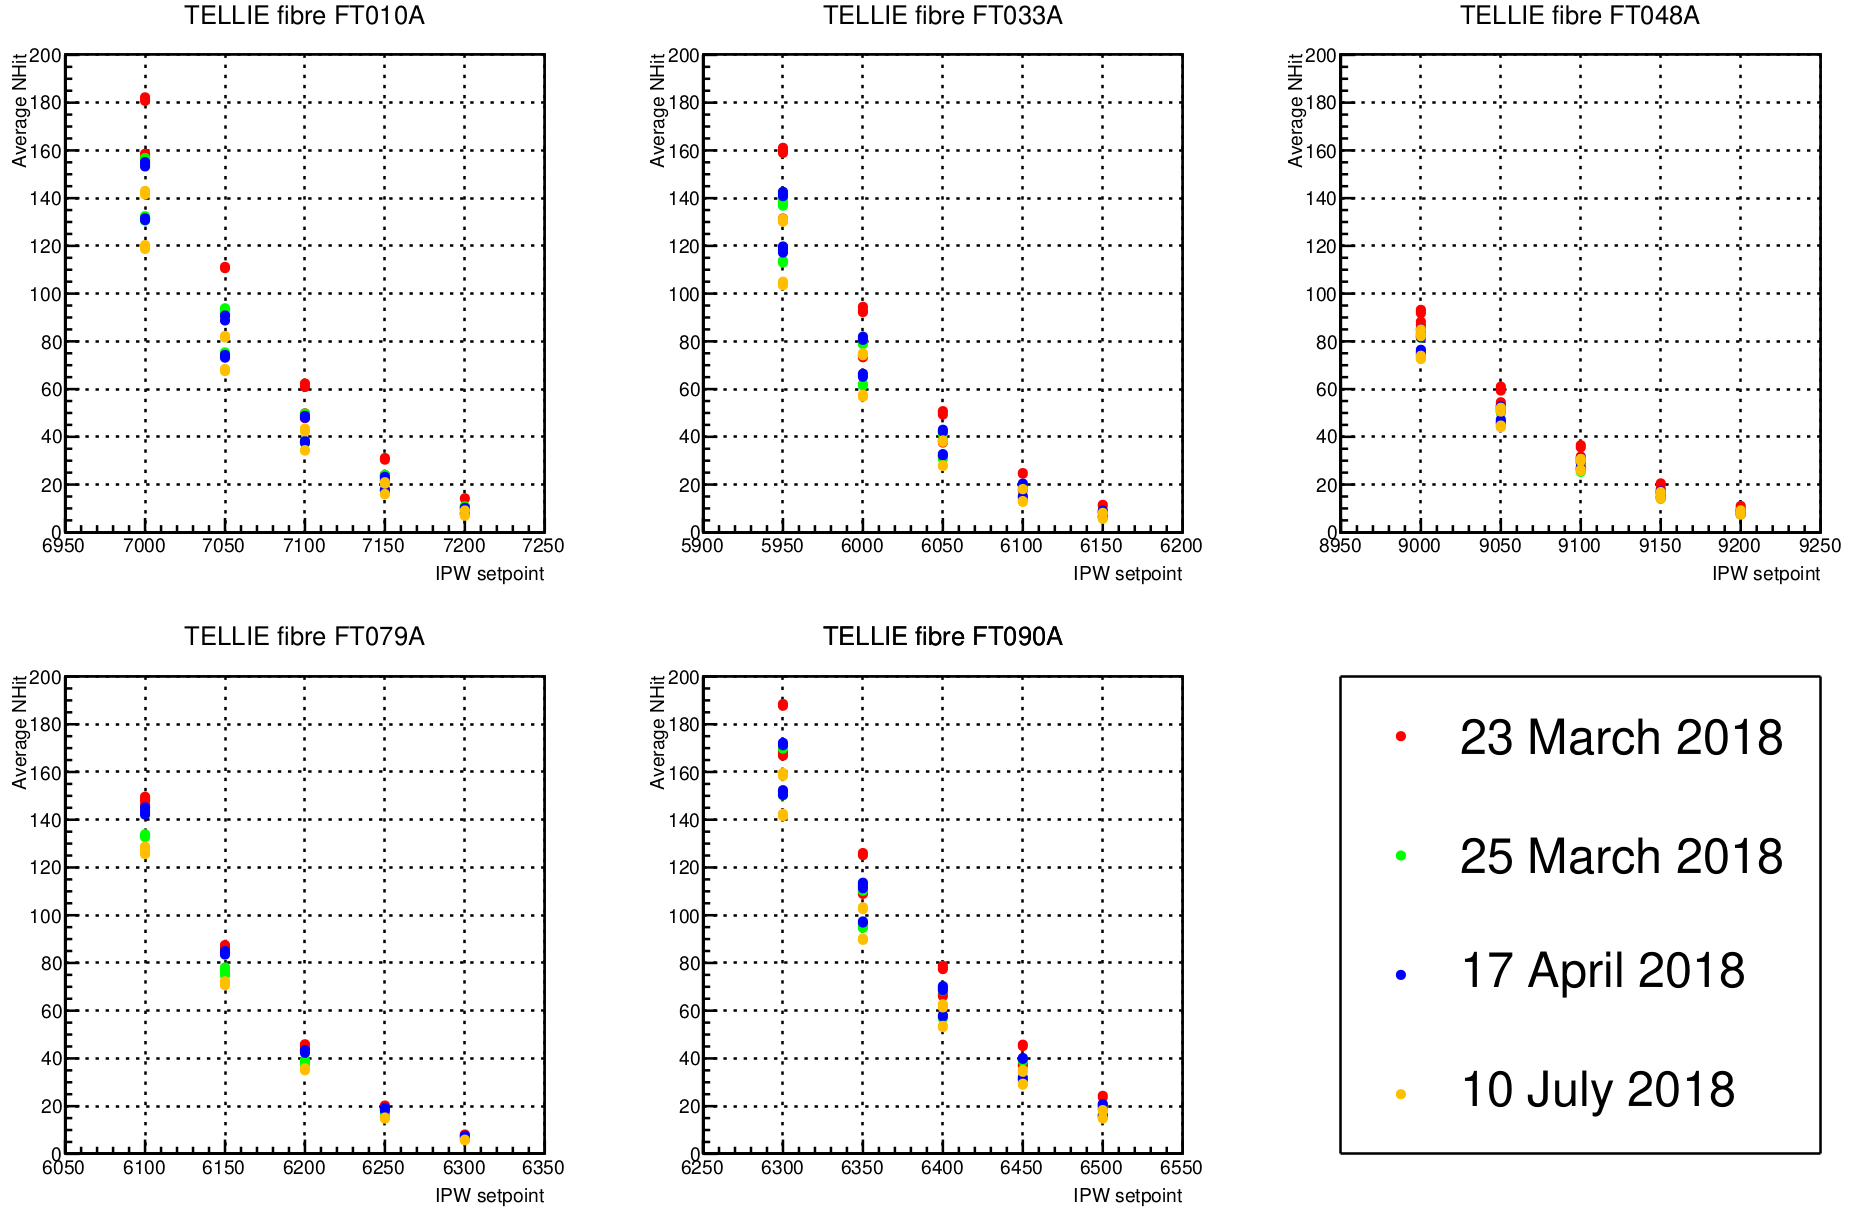 TELLIE fibre FT010A
Average NHit
200
180
160
140
120
100
80
60
40
20
0
6950 7000 7050 7100 7150 7200 7250
IPW setpoint
TELLIE fibre FT033A
Average NHit
200
180
160
140
120
100
80
60
40
20
0
5900 5950 6000 6050 6100 6150 6200
IPW setpoint
TELLIE fibre FT048A
Average NHit
200
180
160
140
120
100
80
60
40
20
0
8950 9000 9050 9100 9150 9200 9250
IPW setpoint
TELLIE fibre FT079A
Average NHit
200
180
160
140
120
100
80
60
40
20
0
6050 6100 6150 6200 6250 6300 6350
IPW setpoint
TELLIE fibre FT090A
Average NHit
200
180
160
140
120
100
80
60
40
20
0
6250 6300 6350 6400 6450 6500 6550
IPW setpoint
23 March 2018
25 March 2018
17 April 2018
10 July 2018